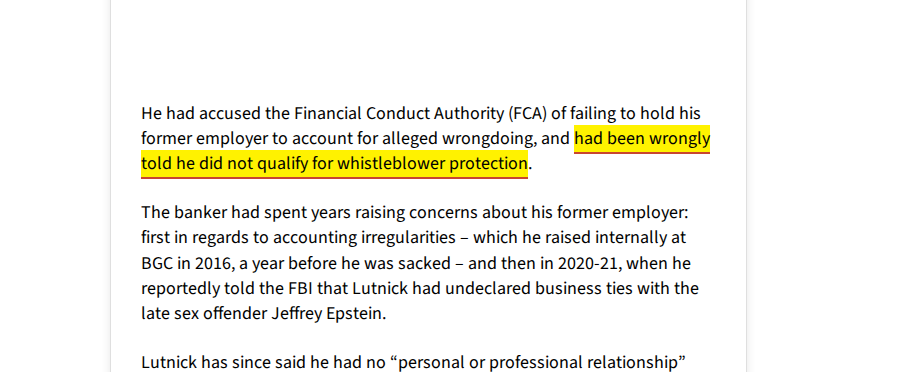 He had accused the Financial Conduct Authority (FCA) of failing to hold his
former employer to account for alleged wrongdoing, and had been wrongly
told he did not qualify for whistleblower protection.
The banker had spent years raising concerns about his former employer:
first in regards to accounting irregularities – which he raised internally at
BGC in 2016, a year before he was sacked – and then in 2020-21, when he
reportedly told the FBI that Lutnick had undeclared business ties with the
late sex offender Jeffrey Epstein.
Lutnick has since said he had no “personal or professional relationship”